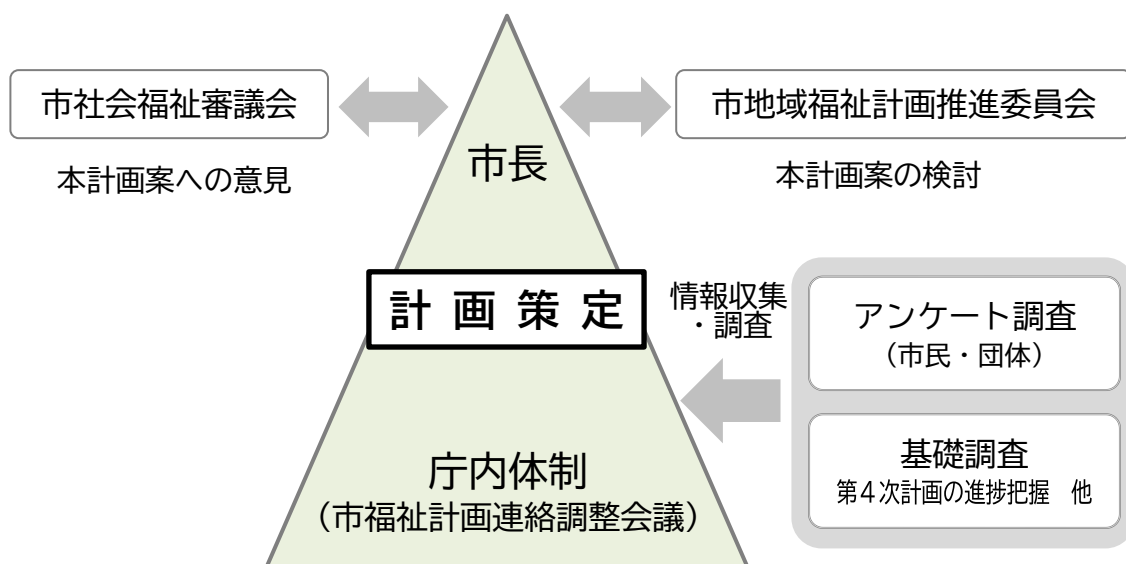 市社会福祉審議会
本計画案への意見
市長
市地域福祉計画推進委員会
本計画案の検討
計画策定
情報収集
・調査
アンケート調査
（市民・団体）
基礎調査
第４次計画の進捗把握　他
庁内体制
（市福祉計画連絡調整会議）